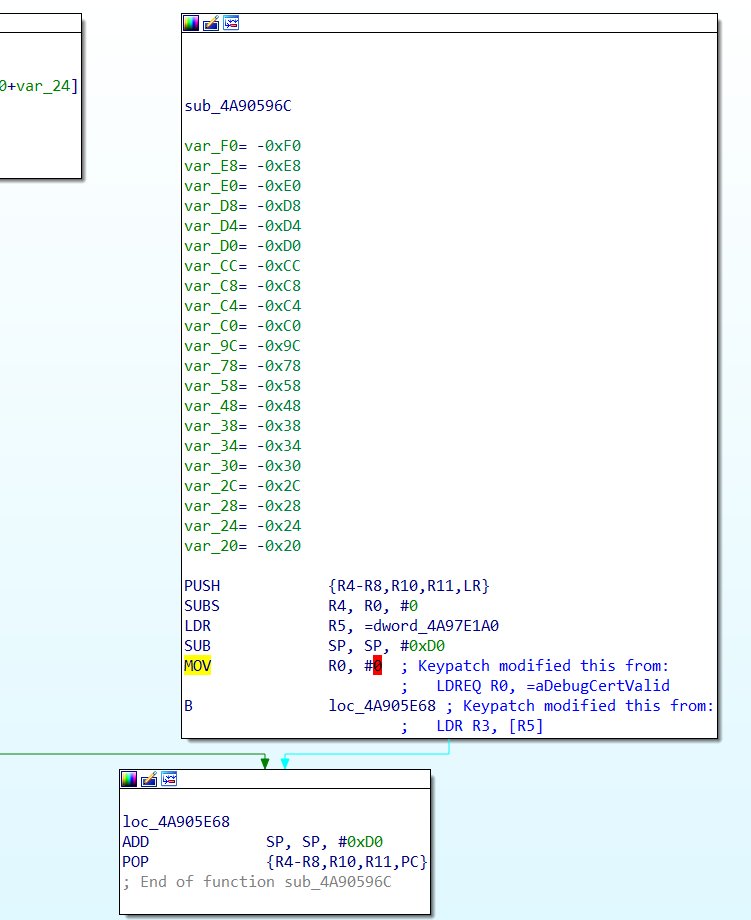 0+var_24]
sub_4A90596C
var_F0= -0xF0
var_E8= -0xE8
var_E0= -0xE0
var_D8= -0xD8
var_D4= -0xD4
var_D0= -0xD0
var_CC= -0xCC
var_C8= -0xC8
var_C4= -0xC4
var_C0= -0xC0
var_9C= -0x9C
var_78= -0x78
var_58= -0x58
var_48= -0x48
var_38= -0x38
var_34= -0x34
var_30= -0x30
var_2C= -0x2C
var_28= -0x28
var_24= -0x24
var_20= -0x20
PUSH {R4-R8,R10,R11,LR}
SUBS R4, R0, #0
LDR R5, =dword_4A97E1A0
SUB SP, SP, #0xD0
MOV R0, #0 ; Keypatch modified this from:
; LDREQ R0, =aDebugCertValid
B loc_4A905E68 ; Keypatch modified this from:
; LDR R3, [R5]
loc_4A905E68
ADD SP, SP, #0xD0
POP {R4-R8,R10,R11,PC}
; End of function sub_4A90596C